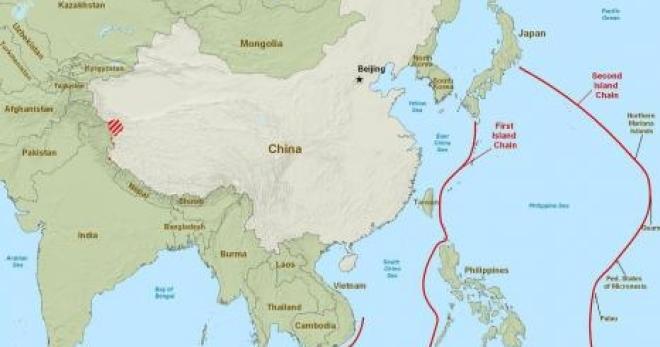 Kazakhstan
Uzbekistan
Turkmenistan
Kyrgyzstan
Tajikistan
Afghanistan
Pakistan
Mongolia
Beijing
North
Korea
South
Korea
Japan
Pacific
Ocean
Second
Island
Chain
Northern
Mariana
Islands
Yellow
Sea
East
China
Sea
First
Island
Chain
China
Nepal
Bhutan
India
Bangladesh
Burma
Laos
Thailand
Vietnam
Cambodia
Taiwan
Philippine Sea
Guam
Arabian
Sea
Bay of
Bengal
South
China
Sea
Philippines
Fed. States
of Micronesia
Palau